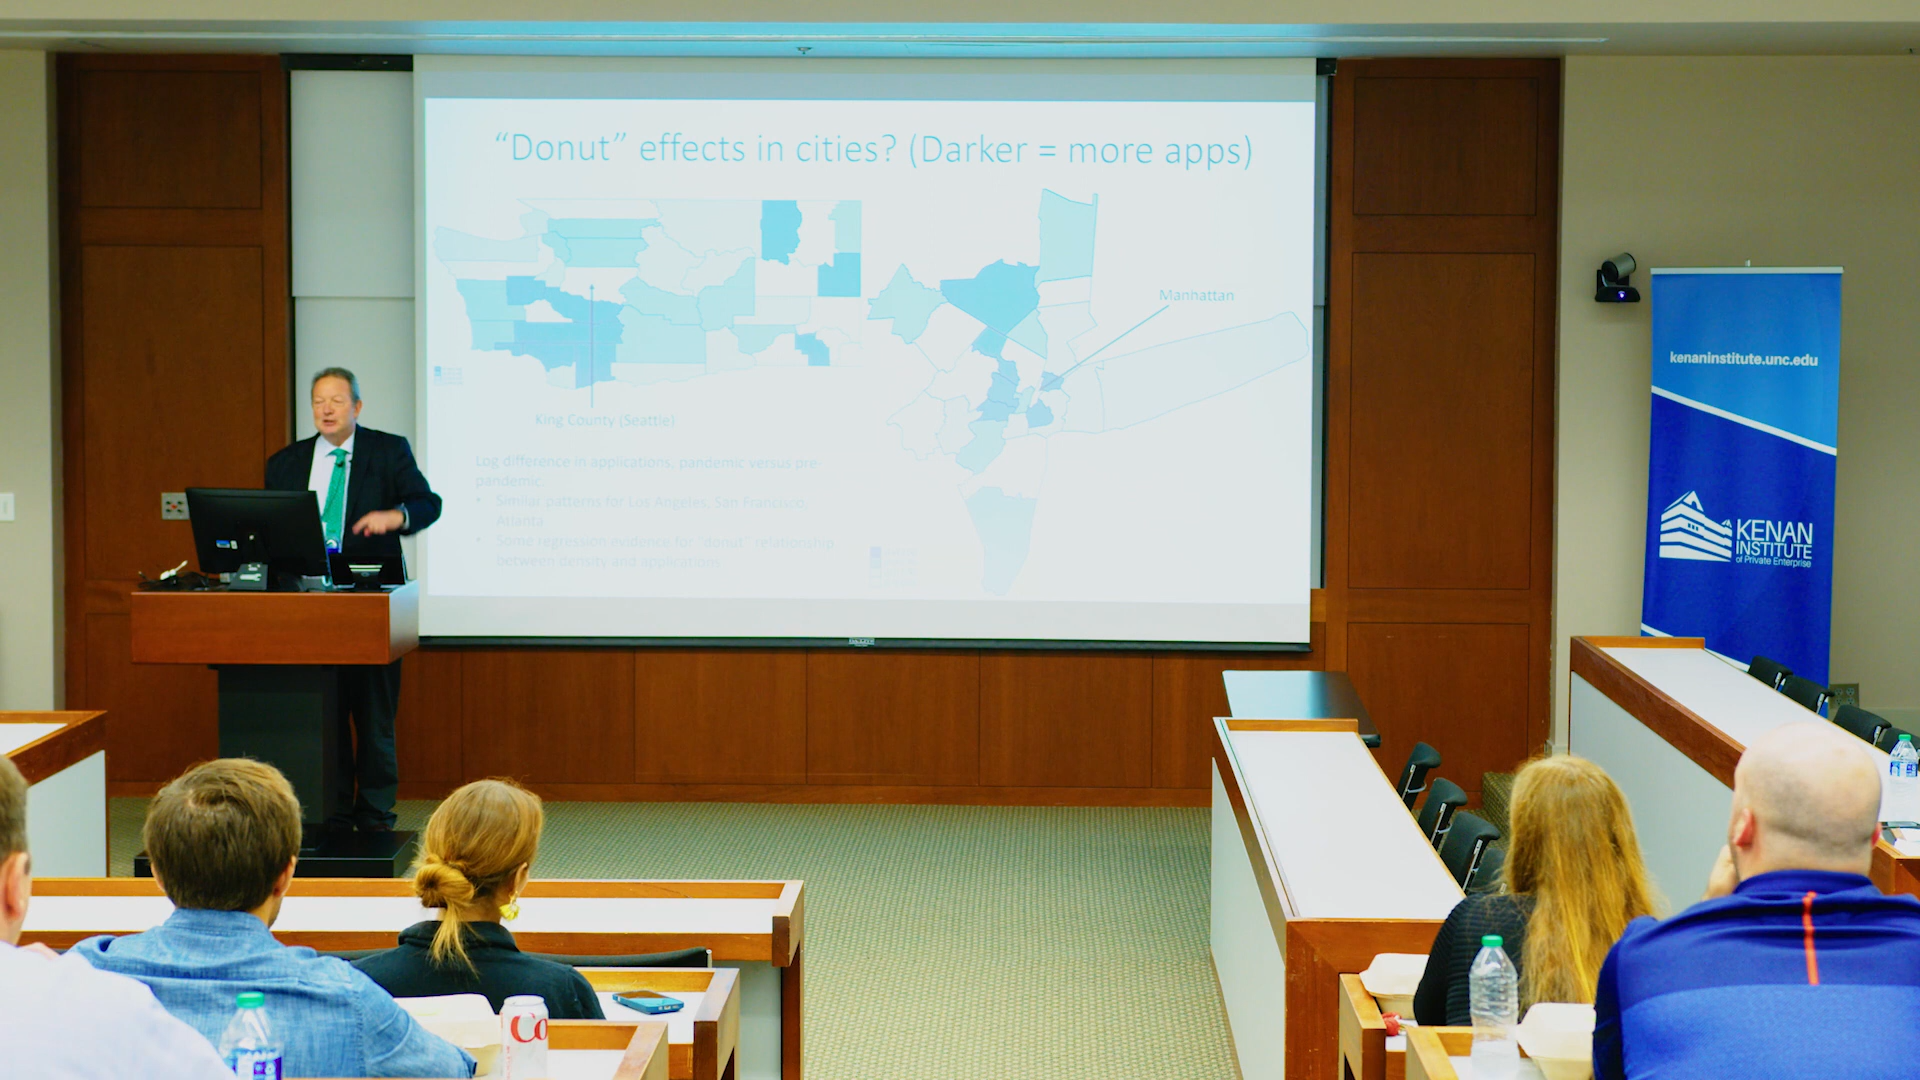 “Donut” effects in cities? (Darker = more apps)
Manhattan
King County (Seattle)
Log difference in applications, pandemic versus pre
pandemic.
• Similar patterns for Los Angeles, San Francisco,
Atlanta
• Some regression evidence for “donut” relationship
between density and applications
kenaninstitute.unc.edu
KENAN
INSTITUTE
of Private Enterprise
Co